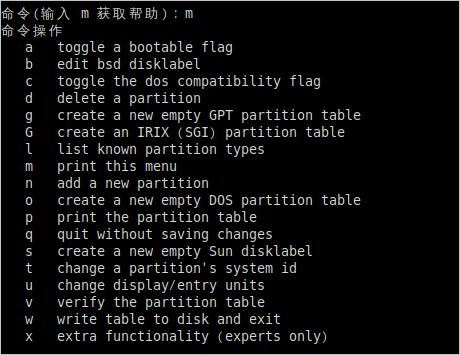 命令(输入 m 获取帮助)：m
命令操作
a   toggle a bootable flag
b   edit bsd disklabel
c   toggle the dos compatibility flag
d   delete a partition
g   create a new empty GPT partition table
G   create an IRIX (SGI) partition table
l   list known partition types
m   print this menu
n   add a new partition
o   create a new empty DOS partition table
p   print the partition table
q   quit without saving changes
s   create a new empty Sun disklabel
t   change a partition's system id
u   change display/entry units
v   verify the partition table
w   write table to disk and exit
x   extra functionality (experts only)